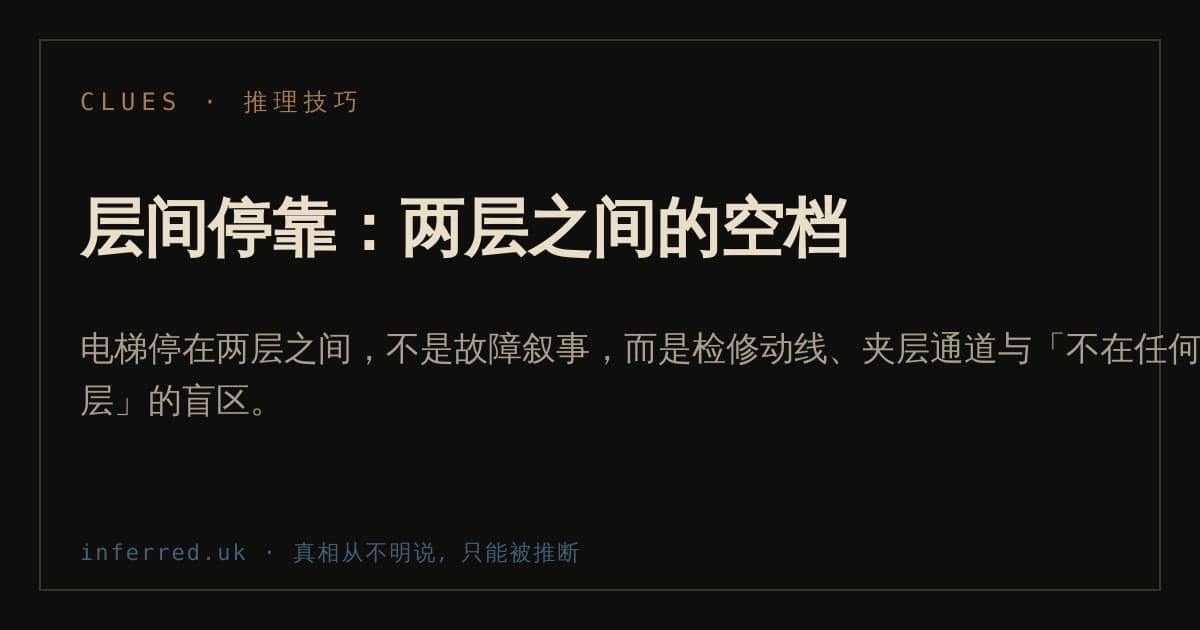 CLUES · 推理技巧
层间停靠：两层之间的空档
电梯停在两层之间，不是故障叙事，而是检修动线、夹层通道与「不在任何
层」的盲区。
inferred.uk · 真相从不明说，只能被推断